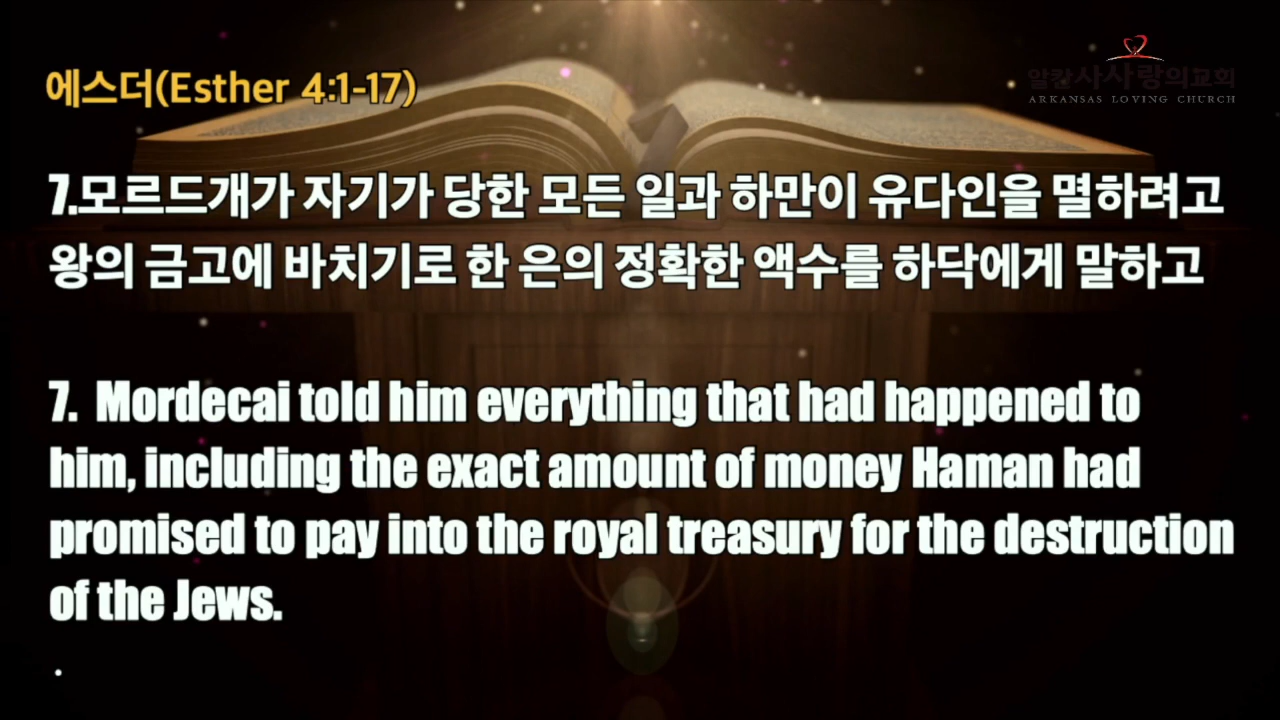 에스더(Esther 4:1-17)
알칸사사랑의교회
ARKANSAS LOVING CHURCH
7.모르드개가 자기가 당한 모든 일과 하만이 유다인을 멸하려고
왕의 금고에 바치기로 한 은의 정확한 액수를 하닥에게 말하고
7. Mordecai told him everything that had happened to
him, including the exact amount of money Haman had
promised to pay into the royal treasury for the destruction
of the Jews.
.